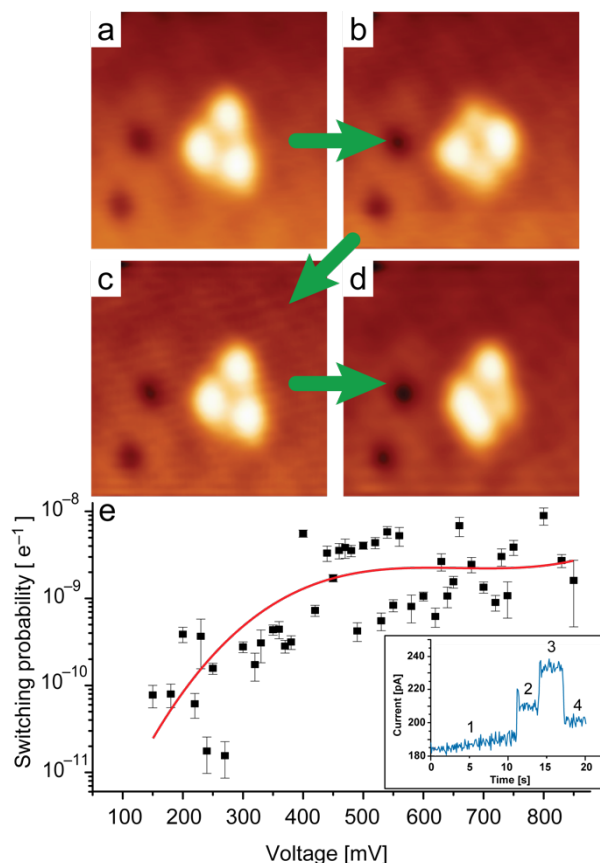 a
b
c
d
e
Switching probability [ e⁻¹ ]
10⁻⁸
10⁻⁹
10⁻¹⁰
10⁻¹¹
Current [pA]
240
220
200
180
1
2
3
4
0 5 10 15 20
Time [s]
100 200 300 400 500 600 700 800
Voltage [mV]